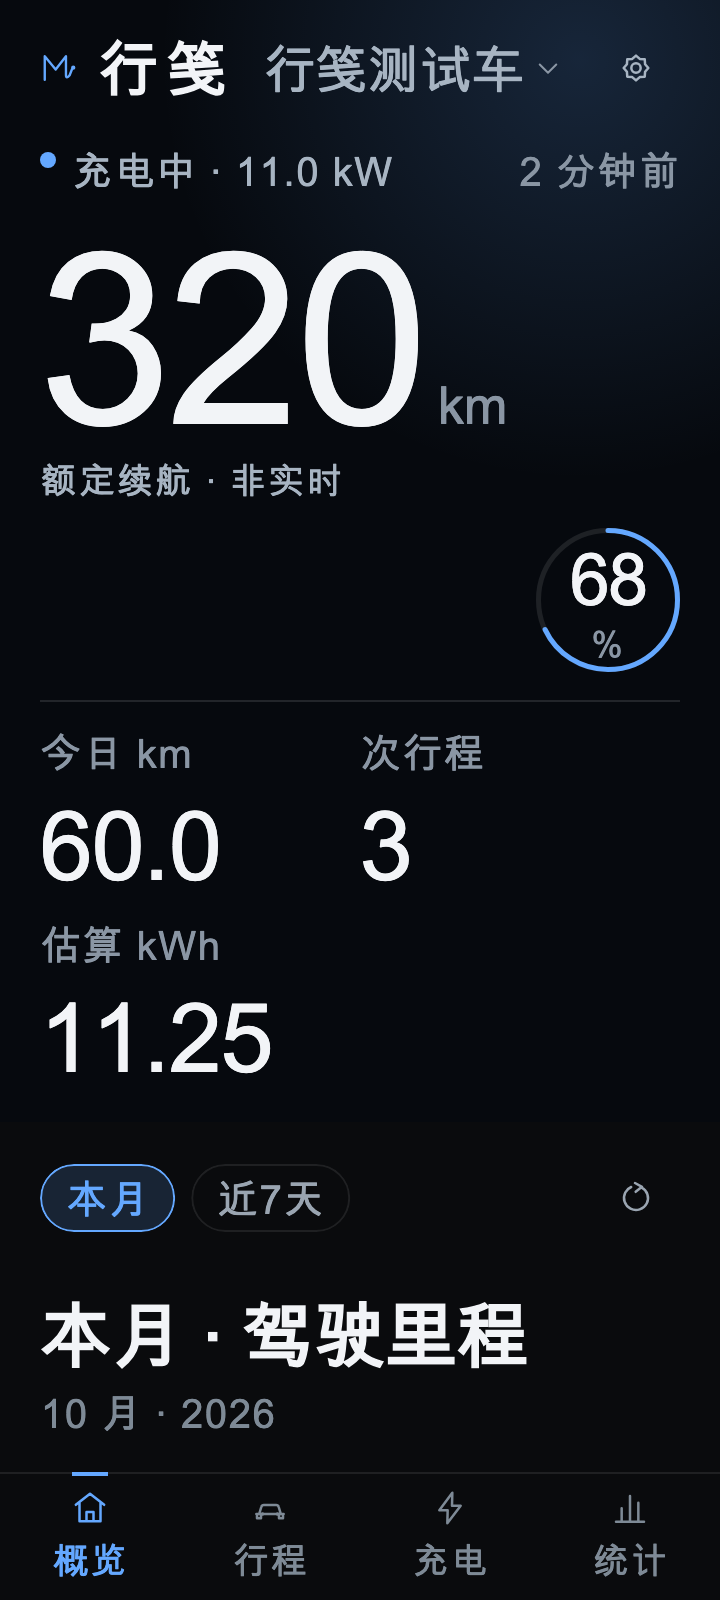 行笺 行笺测试车
充电中 · 11.0 kW 2 分钟前
320 km
额定续航 · 非实时
68
%
今日 km 次行程
60.0 3
估算 kWh
11.25
本月 近7天
本月 · 驾驶里程
10 月 · 2026
概览 行程 充电 统计